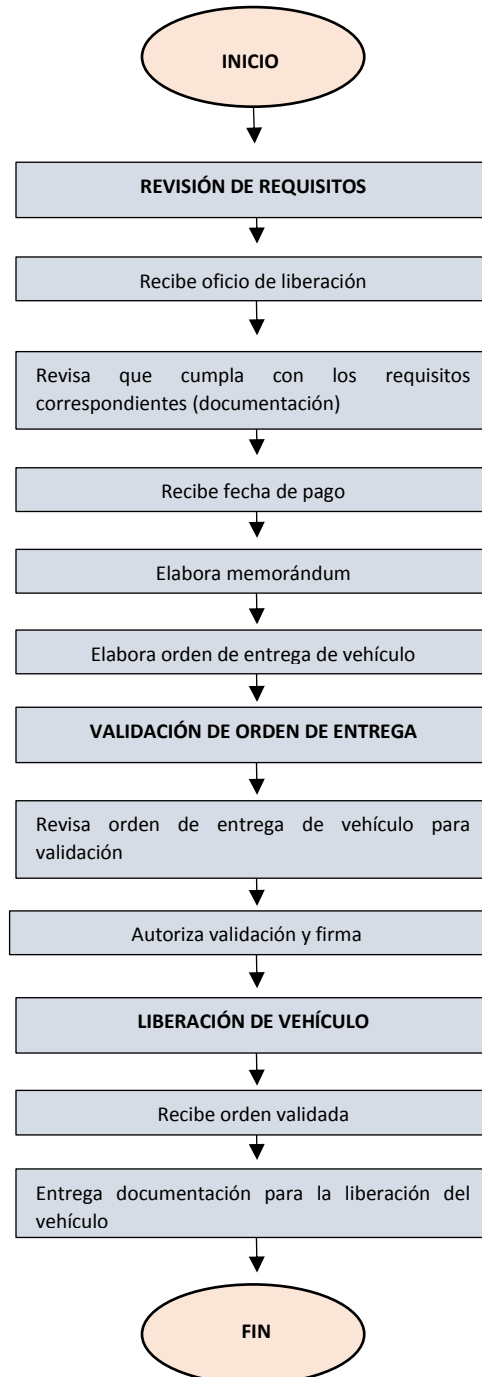 INICIO
REVISIÓN DE REQUISITOS
Recibe oficio de liberación
Revisa que cumpla con los requisitos
correspondientes (documentación)
Recibe fecha de pago
Elabora memorándum
Elabora orden de entrega de vehículo
VALIDACIÓN DE ORDEN DE ENTREGA
Revisa orden de entrega de vehículo para
validación
Autoriza validación y firma
LIBERACIÓN DE VEHÍCULO
Recibe orden validada
Entrega documentación para la liberación del
vehículo
FIN